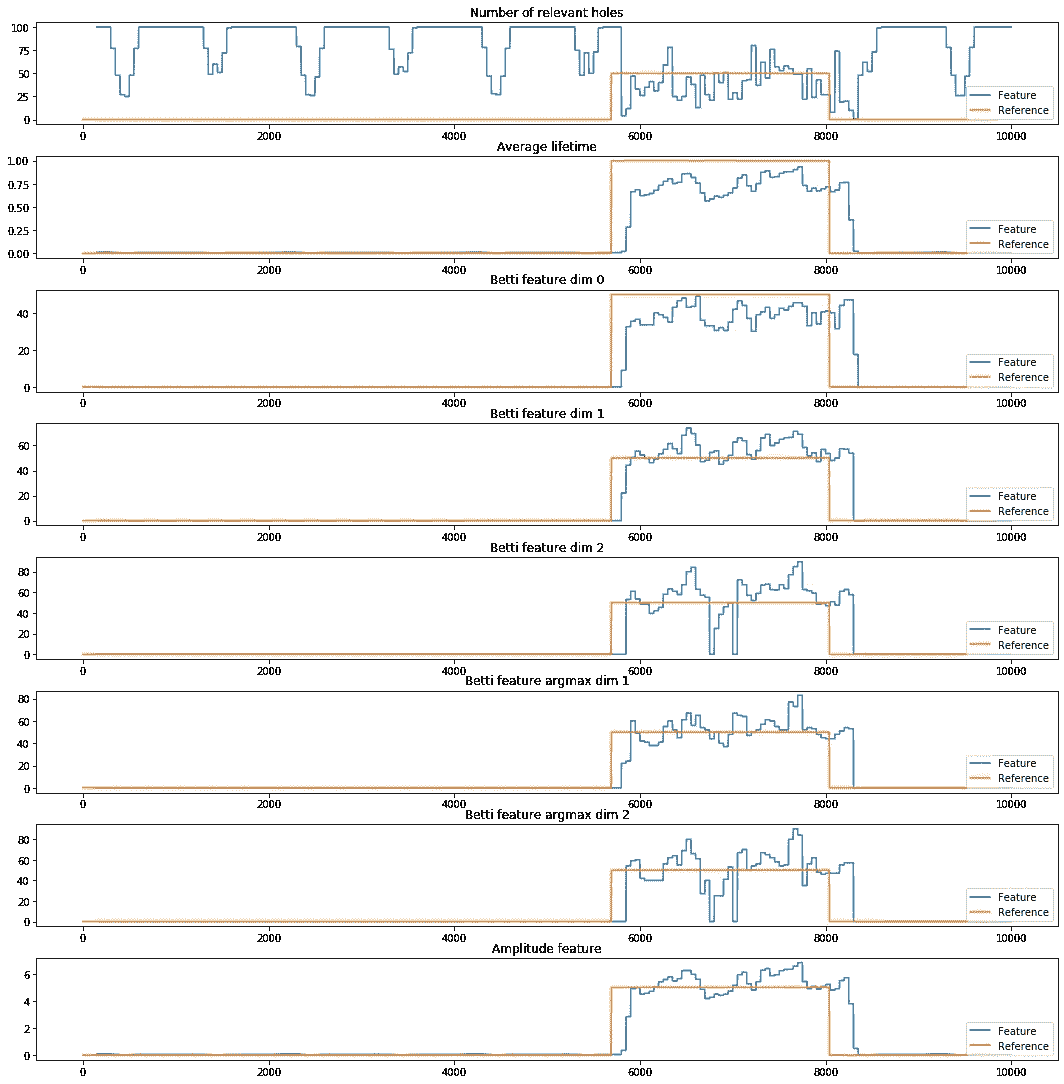 Number of relevant holes
100
75
50
25
0
Feature
Reference
0 2000 4000 6000 8000 10000
Average lifetime
1.00
0.75
0.50
0.25
0.00
Feature
Reference
0 2000 4000 6000 8000 10000
Betti feature dim 0
40
20
0
Feature
Reference
0 2000 4000 6000 8000 10000
Betti feature dim 1
60
40
20
0
Feature
Reference
0 2000 4000 6000 8000 10000
Betti feature dim 2
80
60
40
20
0
Feature
Reference
0 2000 4000 6000 8000 10000
Betti feature argmax dim 1
80
60
40
20
0
Feature
Reference
0 2000 4000 6000 8000 10000
Betti feature argmax dim 2
80
60
40
20
0
Feature
Reference
0 2000 4000 6000 8000 10000
Amplitude feature
6
4
2
0
Feature
Reference
0 2000 4000 6000 8000 10000